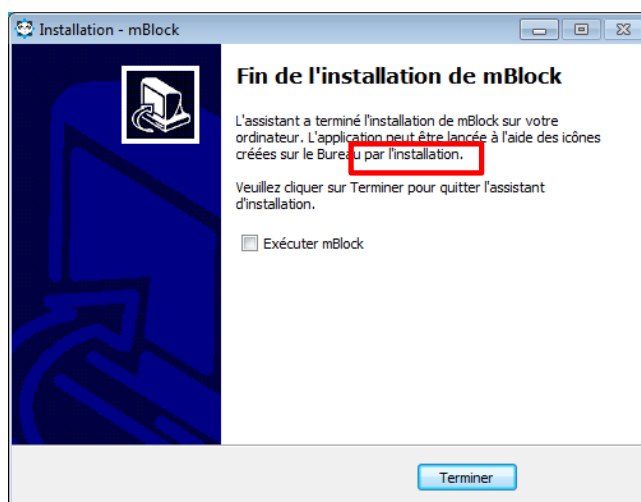 Installation - mBlock
Fin de l'installation de mBlock
L'assistant a terminé l'installation de mBlock sur votre
ordinateur. L'application peut être lancée à l'aide des icônes
créées sur le Bureau par l'installation.
Veuillez cliquer sur Terminer pour quitter l'assistant
d'installation.
Exécuter mBlock
Terminer